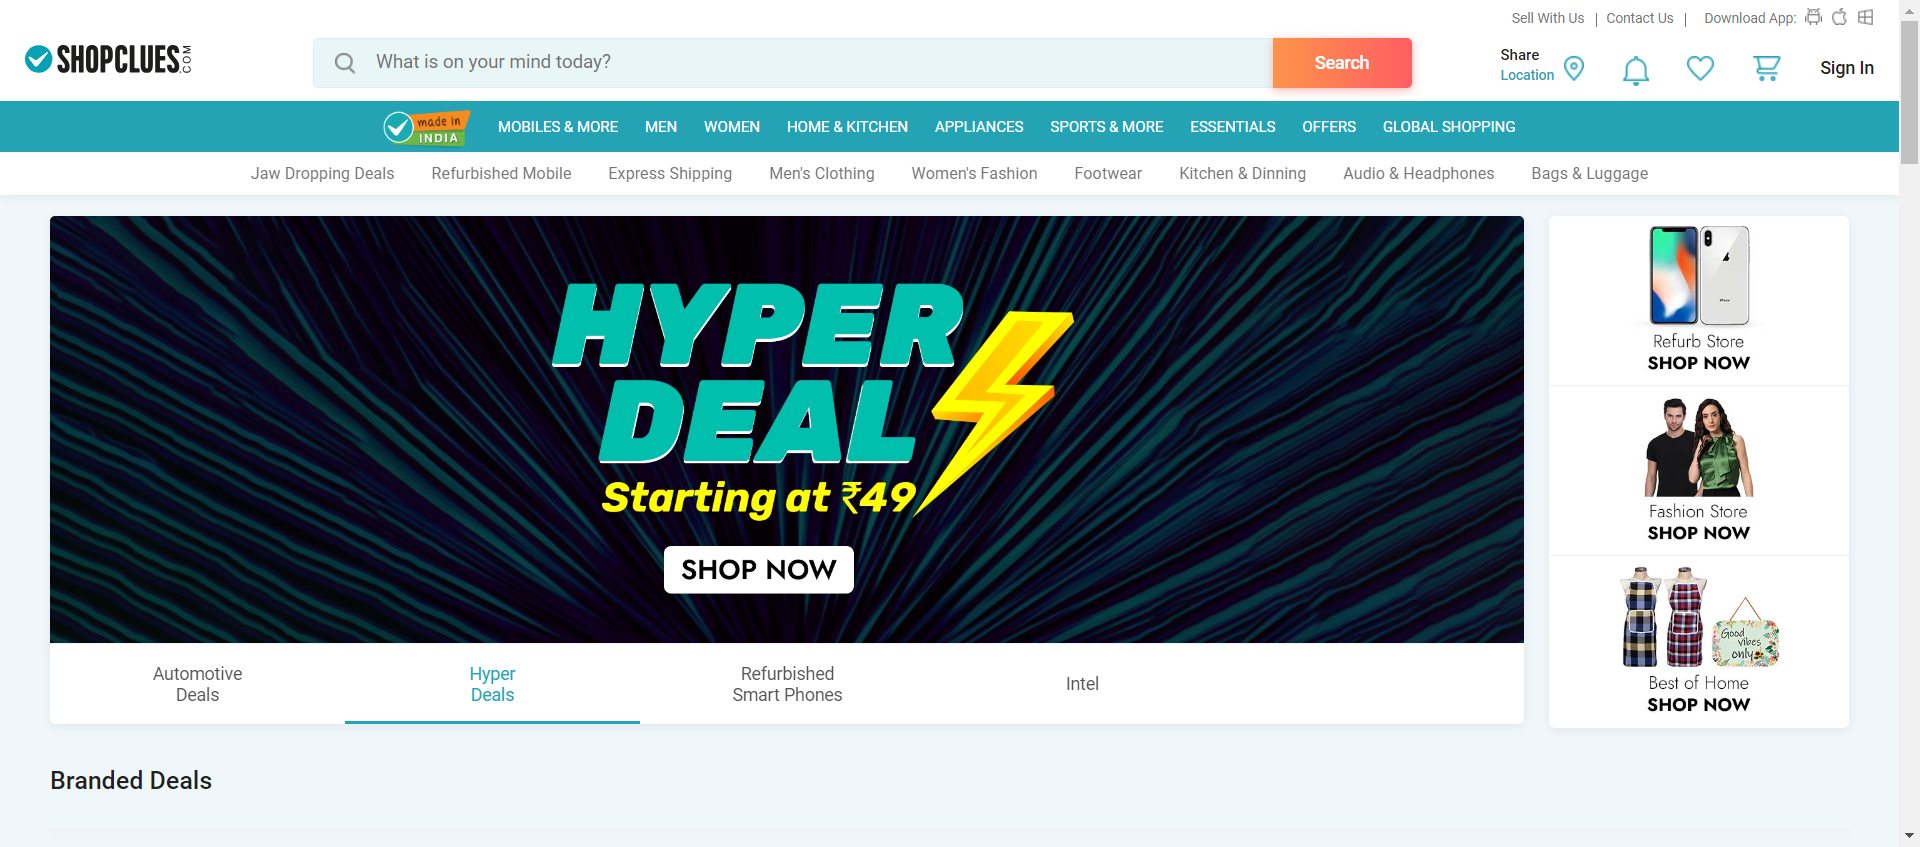 Sell With Us | Contact Us | Download App:
SHOPCLUES.COM
What is on your mind today?
Search
Share
Location
Sign In
made in
INDIA
MOBILES & MORE MEN WOMEN HOME & KITCHEN APPLIANCES SPORTS & MORE ESSENTIALS OFFERS GLOBAL SHOPPING
Jaw Dropping Deals Refurbished Mobile Express Shipping Men's Clothing Women's Fashion Footwear Kitchen & Dinning Audio & Headphones Bags & Luggage
HYPER
DEAL
Starting at ₹49
SHOP NOW
Automotive
Deals
Hyper
Deals
Refurbished
Smart Phones
Intel
Refurb Store
SHOP NOW
Fashion Store
SHOP NOW
Good
vibes
only
Best of Home
SHOP NOW
Branded Deals